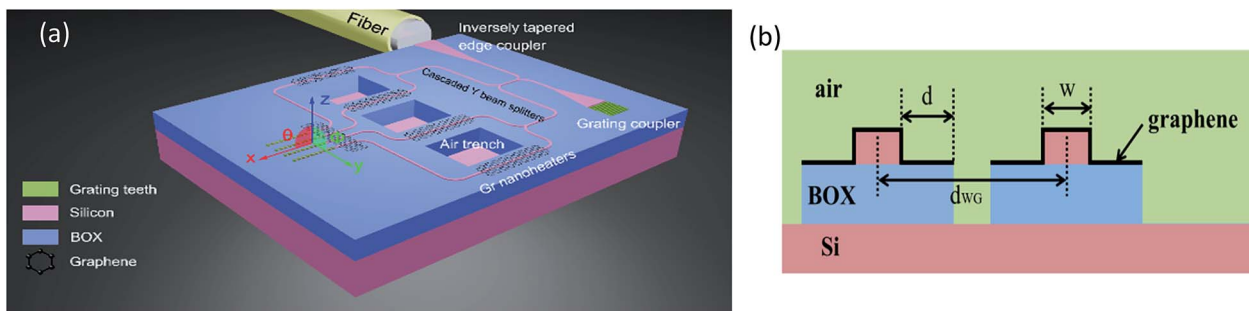 (a)
Fiber
Inversely tapered
edge coupler
Cascaded Y beam splitters
Grating coupler
z
θ
x
y
Air trench
Gr nanoheaters
Grating teeth
Silicon
BOX
Graphene
(b)
air
d
w
graphene
dWG
BOX
Si